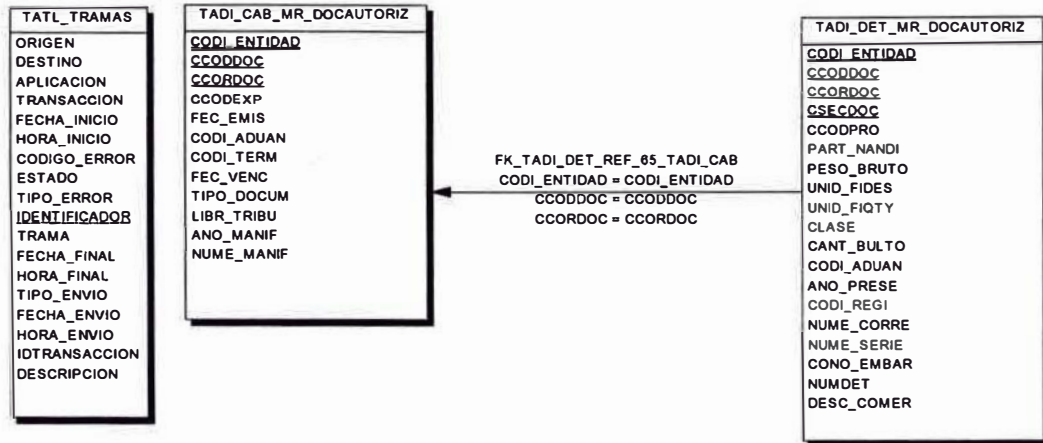 TATL_TRAMAS
ORIGEN
DESTINO
APLICACION
TRANSACCION
FECHA_INICIO
HORA_INICIO
CODIGO_ERROR
ESTADO
TIPO_ERROR
IDENTIFICADOR
TRAMA
FECHA_FINAL
HORA_FINAL
TIPO_ENVIO
FECHA_ENVIO
HORA_ENVIO
IDTRANSACCION
DESCRIPCION
TADI_CAB_MR_DOCAUTORIZ
CODI_ENTIDAD
CCODDOC
CCORDOC
CCODEXP
FEC_EMIS
CODI_ADUAN
CODI_TERM
FEC_VENC
TIPO_DOCUM
LIBR_TRIBU
ANO_MANIF
NUME_MANIF
FK_TADI_DET_REF_65_TADI_CAB
CODI_ENTIDAD = CODI_ENTIDAD
CCODDOC = CCODDOC
CCORDOC = CCORDOC
TADI_DET_MR_DOCAUTORIZ
CODI_ENTIDAD
CCODDOC
CCORDOC
CSECDOC
CCODPRO
PART_NANDI
PESO_BRUTO
UNID_FIDES
UNID_FIQTY
CLASE
CANT_BULTO
CODI_ADUAN
ANO_PRESE
CODI_REGI
NUME_CORRE
NUME_SERIE
CONO_EMBAR
NUMDET
DESC_COMER